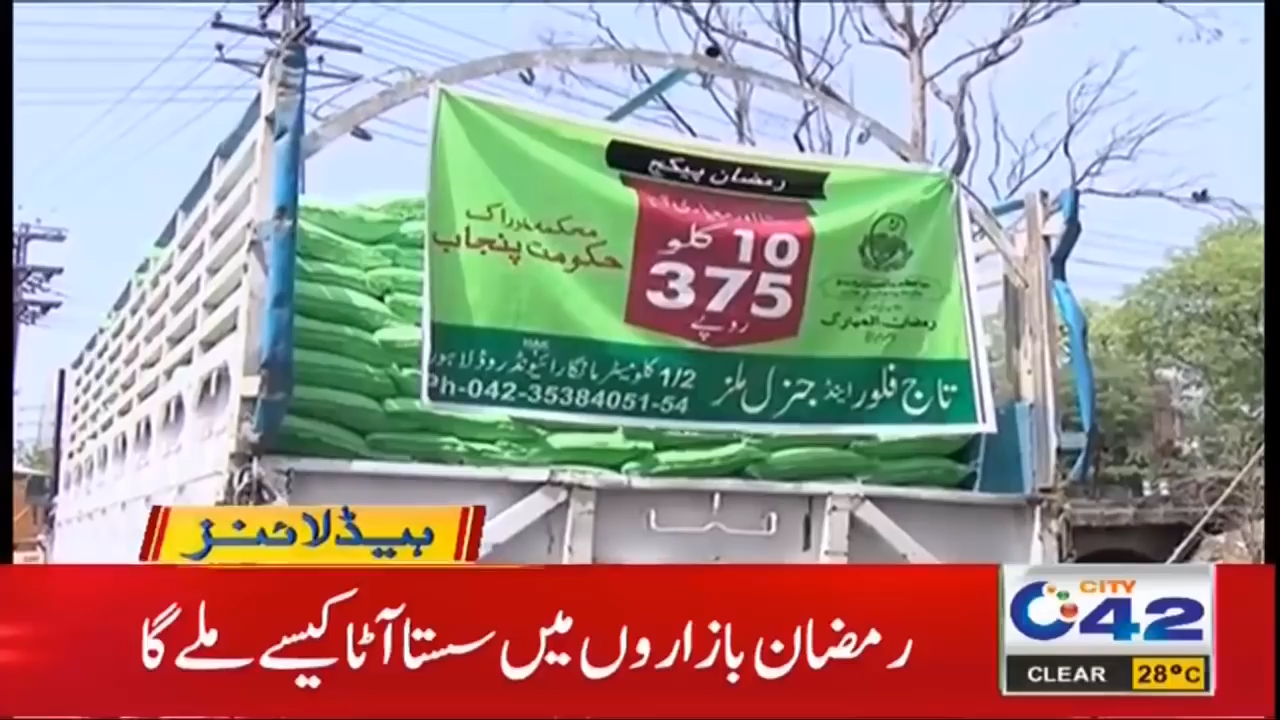 رمضان پیکج
محکمہ خوراک
حکومت پنجاب
10 کلو
375
روپے
رمضان المبارک
تاج فلور اینڈ جنرل ملز
1/2 کلومیٹر مانگا رائیونڈ روڈ لاہور
Ph-042-35384051-54
ہیڈلائنز
رمضان بازاروں میں سستا آٹا کیسے ملے گا
CITY
42
CLEAR 28°C